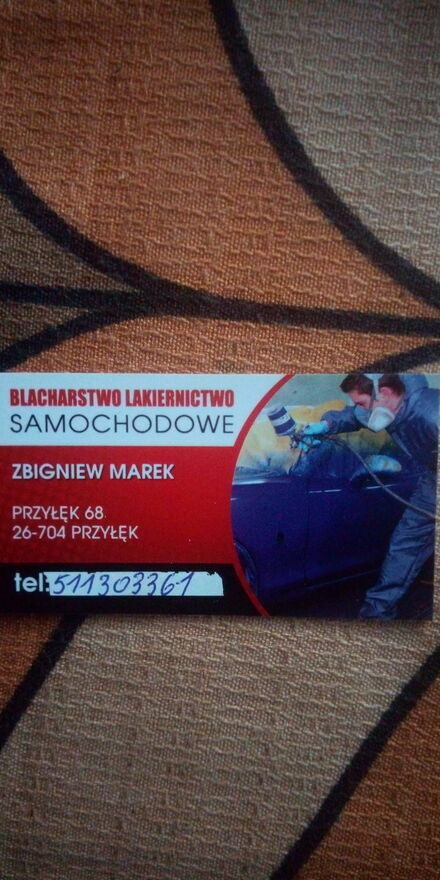 BLACHARSTWO LAKIERNICTWO
SAMOCHODOWE
ZBIGNIEW MAREK
PRZYŁĘK 68
26-704 PRZYŁĘK
tel:511303361